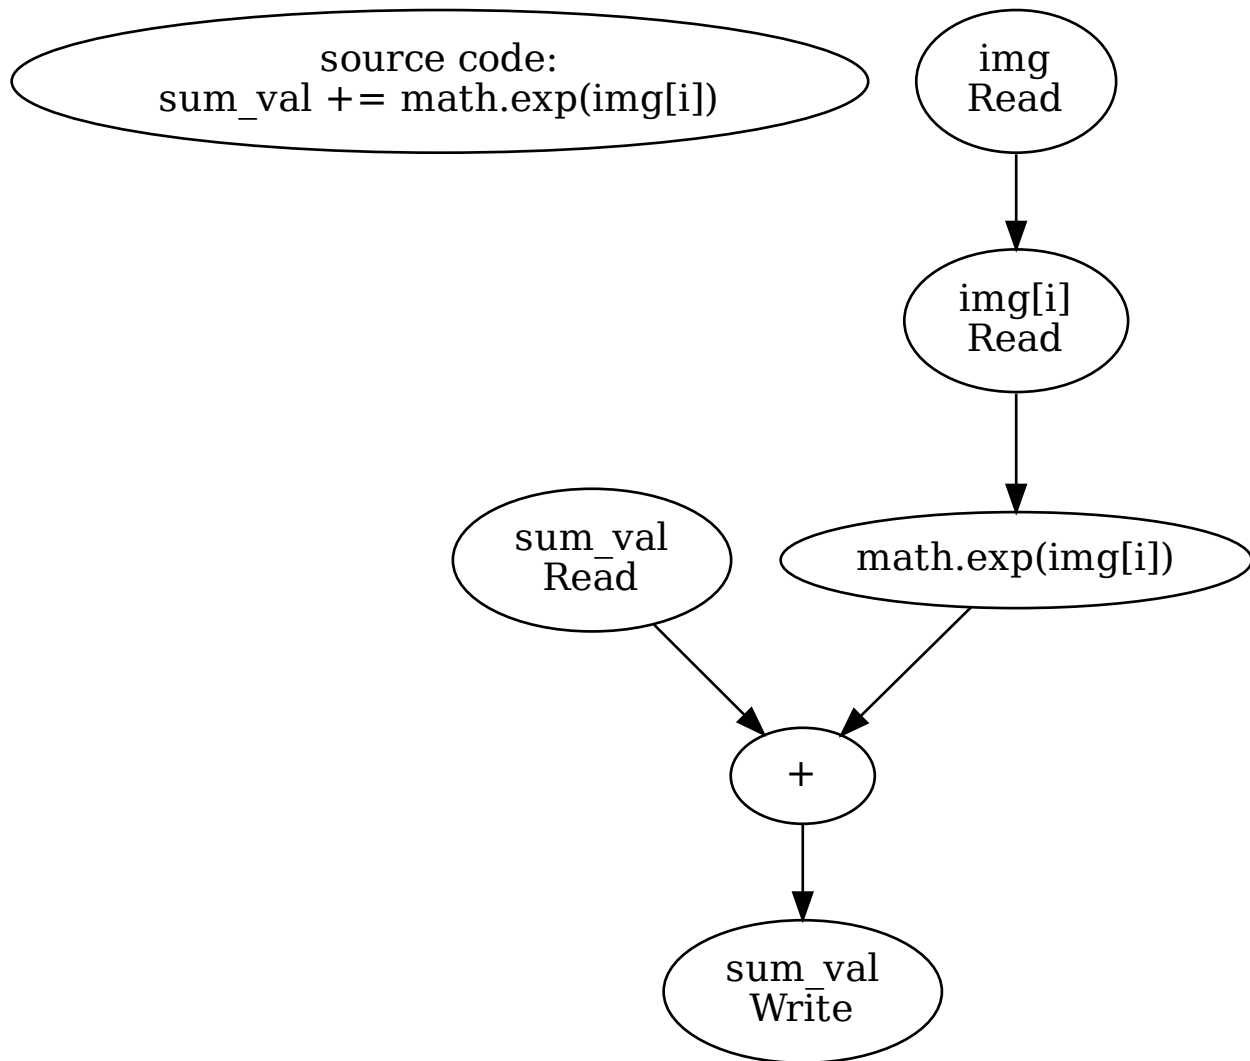 source code:
sum_val += math.exp(img[i])
img
Read
img[i]
Read
sum_val
Read
math.exp(img[i])
+
sum_val
Write